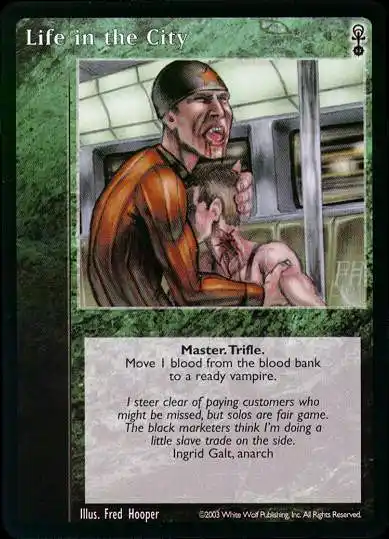 Life in the City
FH
Master. Trifle.
Move 1 blood from the blood bank
to a ready vampire.
I steer clear of paying customers who
might be missed, but solos are fair game.
The black marketers think I'm doing a
little slave trade on the side.
Ingrid Galt, anarch
Illus. Fred Hooper
©2003 White Wolf Publishing, Inc. All Rights Reserved.